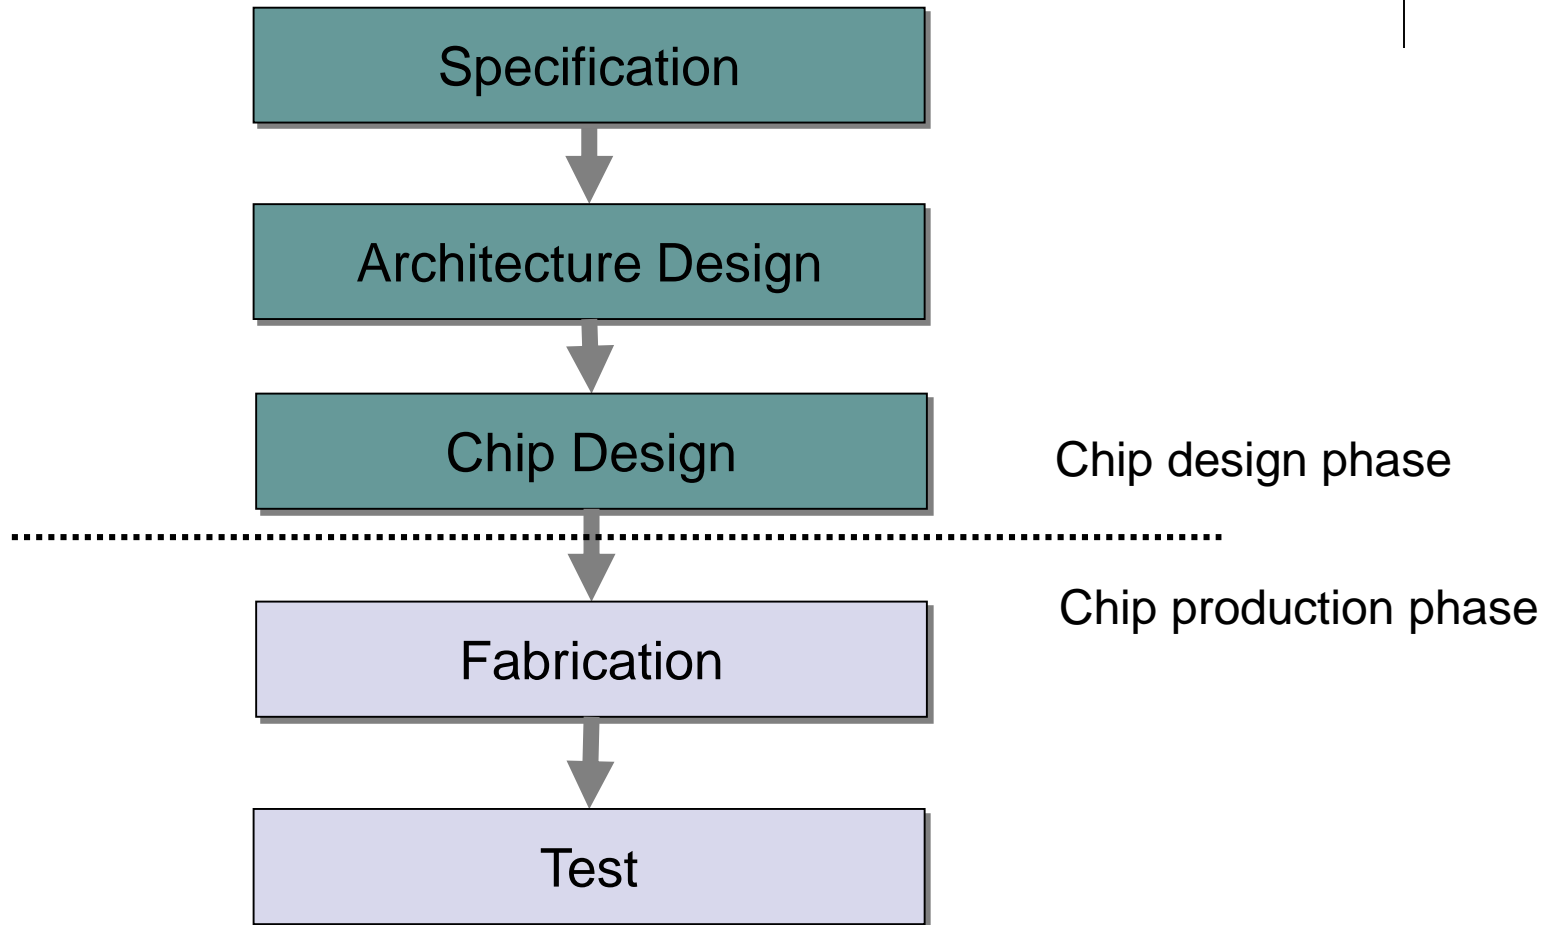 Specification
Architecture Design
Chip Design
Chip design phase
Chip production phase
Fabrication
Test